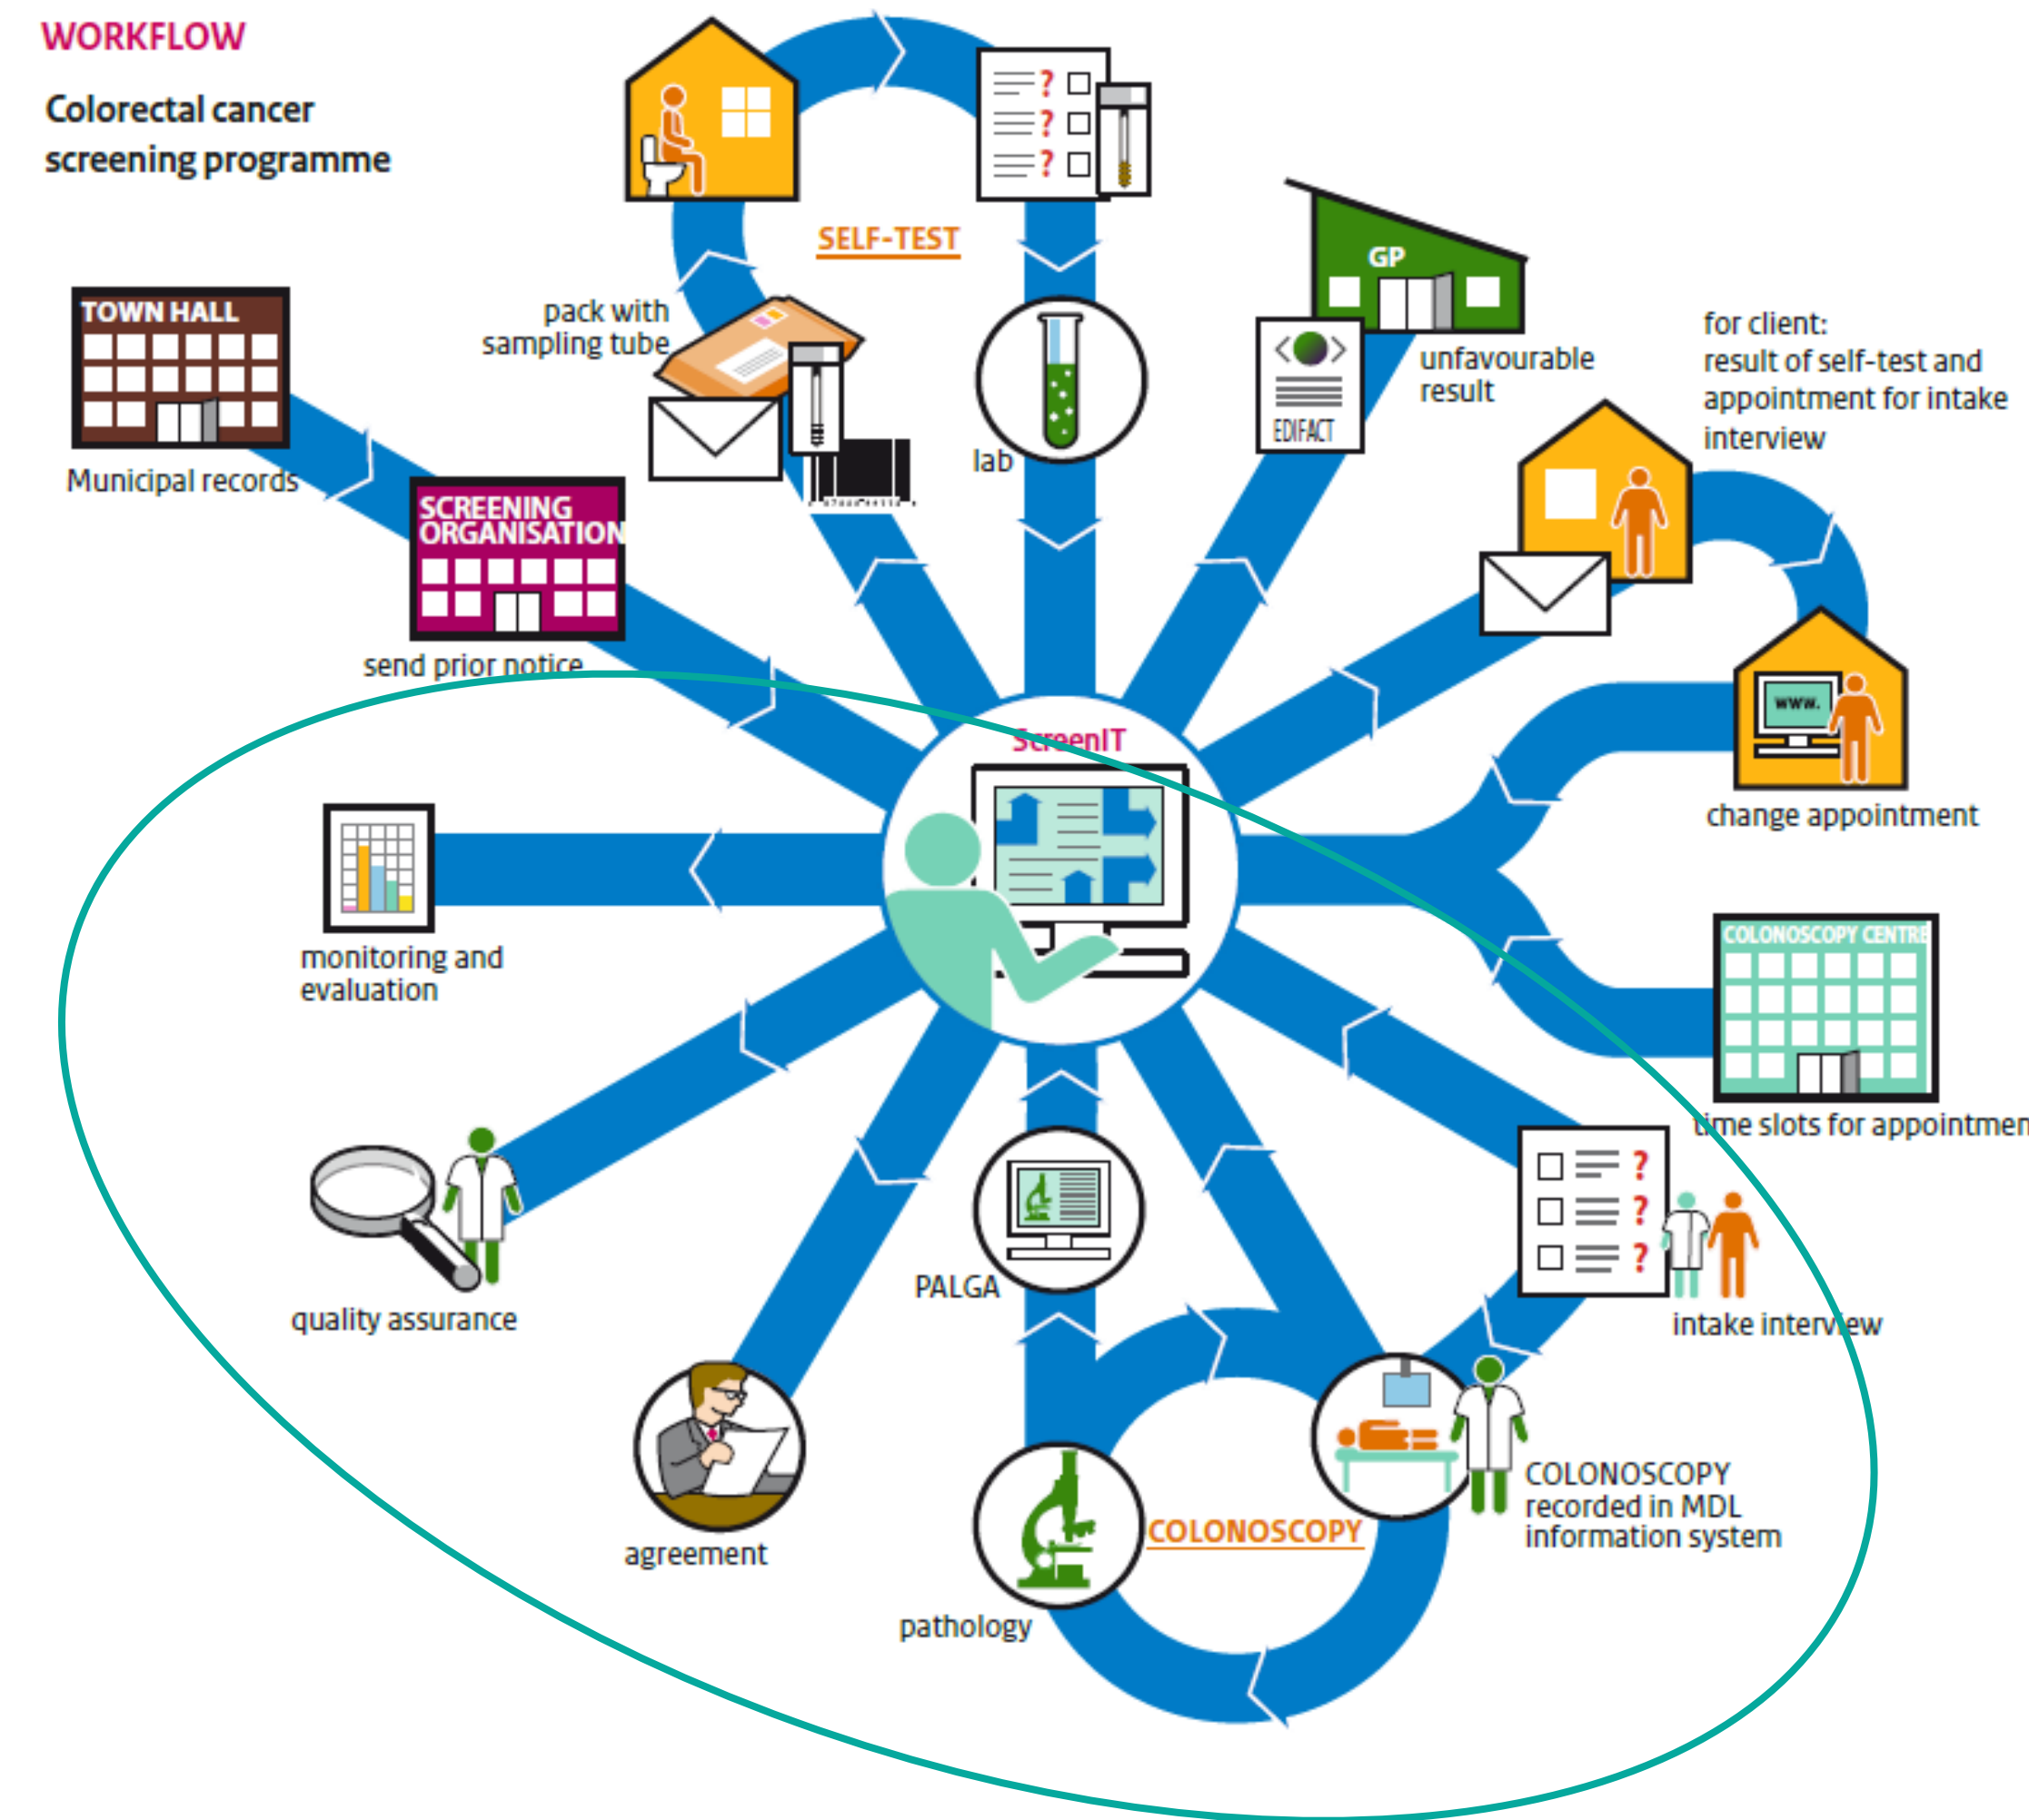 WORKFLOW
Colorectal cancer
screening programme
SELF-TEST
TOWN HALL
Municipal records
pack with
sampling tube
SCREENING
ORGANISATION
send prior notice
lab
GP
EDIFACT
unfavourable
result
for client:
result of self-test and
appointment for intake
interview
www.
change appointment
ScreenIT
COLONOSCOPY CENTRE
time slots for appointmen
monitoring and
evaluation
quality assurance
agreement
PALGA
pathology
COLONOSCOPY
intake interview
COLONOSCOPY
recorded in MDL
information system